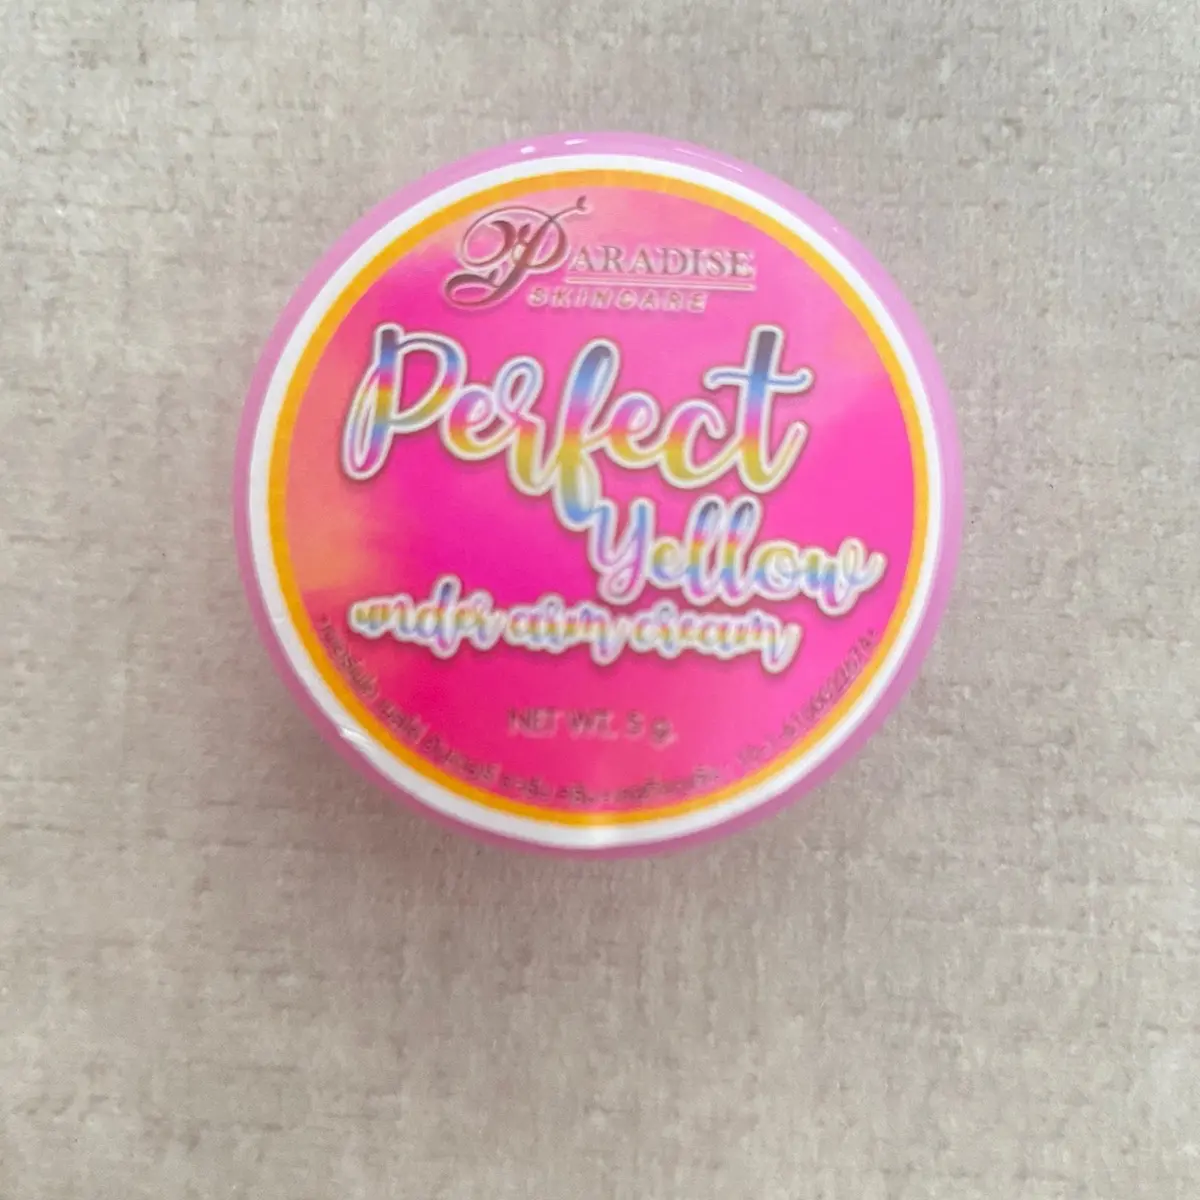 PARADISE
SKINCARE
Perfect
Yellow
under arm cream
NET WT. 5 g.